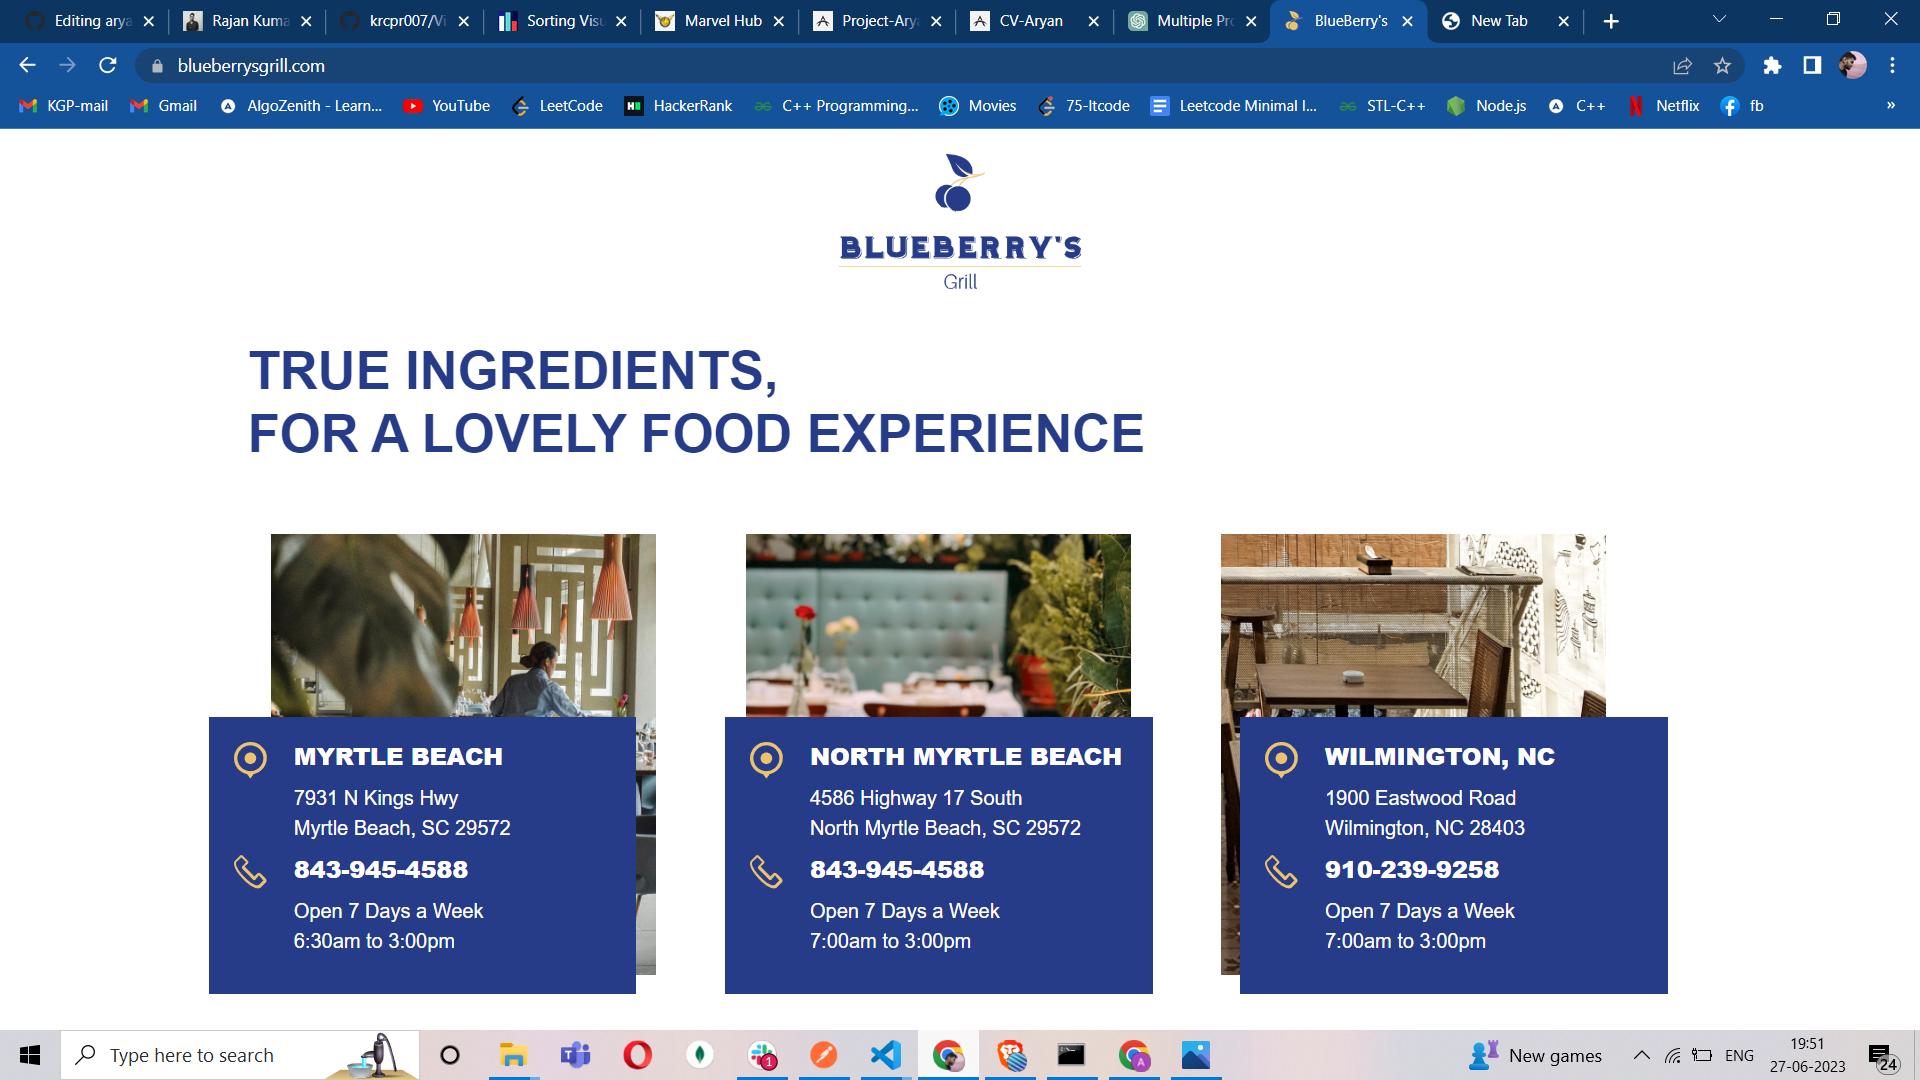 Editing arya
Rajan Kuma
krcpr007/Vi
Sorting Visu
Marvel Hub
Project-Arya
CV-Aryan
Multiple Pro
BlueBerry's
New Tab
blueberrysgrill.com
KGP-mail
Gmail
AlgoZenith - Learn...
YouTube
LeetCode
HackerRank
C++ Programming...
Movies
75-ltcode
Leetcode Minimal I...
STL-C++
Node.js
C++
Netflix
fb
»
BLUEBERRY'S
Grill
TRUE INGREDIENTS,
FOR A LOVELY FOOD EXPERIENCE
MYRTLE BEACH
7931 N Kings Hwy
Myrtle Beach, SC 29572
843-945-4588
Open 7 Days a Week
6:30am to 3:00pm
NORTH MYRTLE BEACH
4586 Highway 17 South
North Myrtle Beach, SC 29572
843-945-4588
Open 7 Days a Week
7:00am to 3:00pm
WILMINGTON, NC
1900 Eastwood Road
Wilmington, NC 28403
910-239-9258
Open 7 Days a Week
7:00am to 3:00pm
Type here to search
1
New games
ENG
19:51
27-06-2023
24